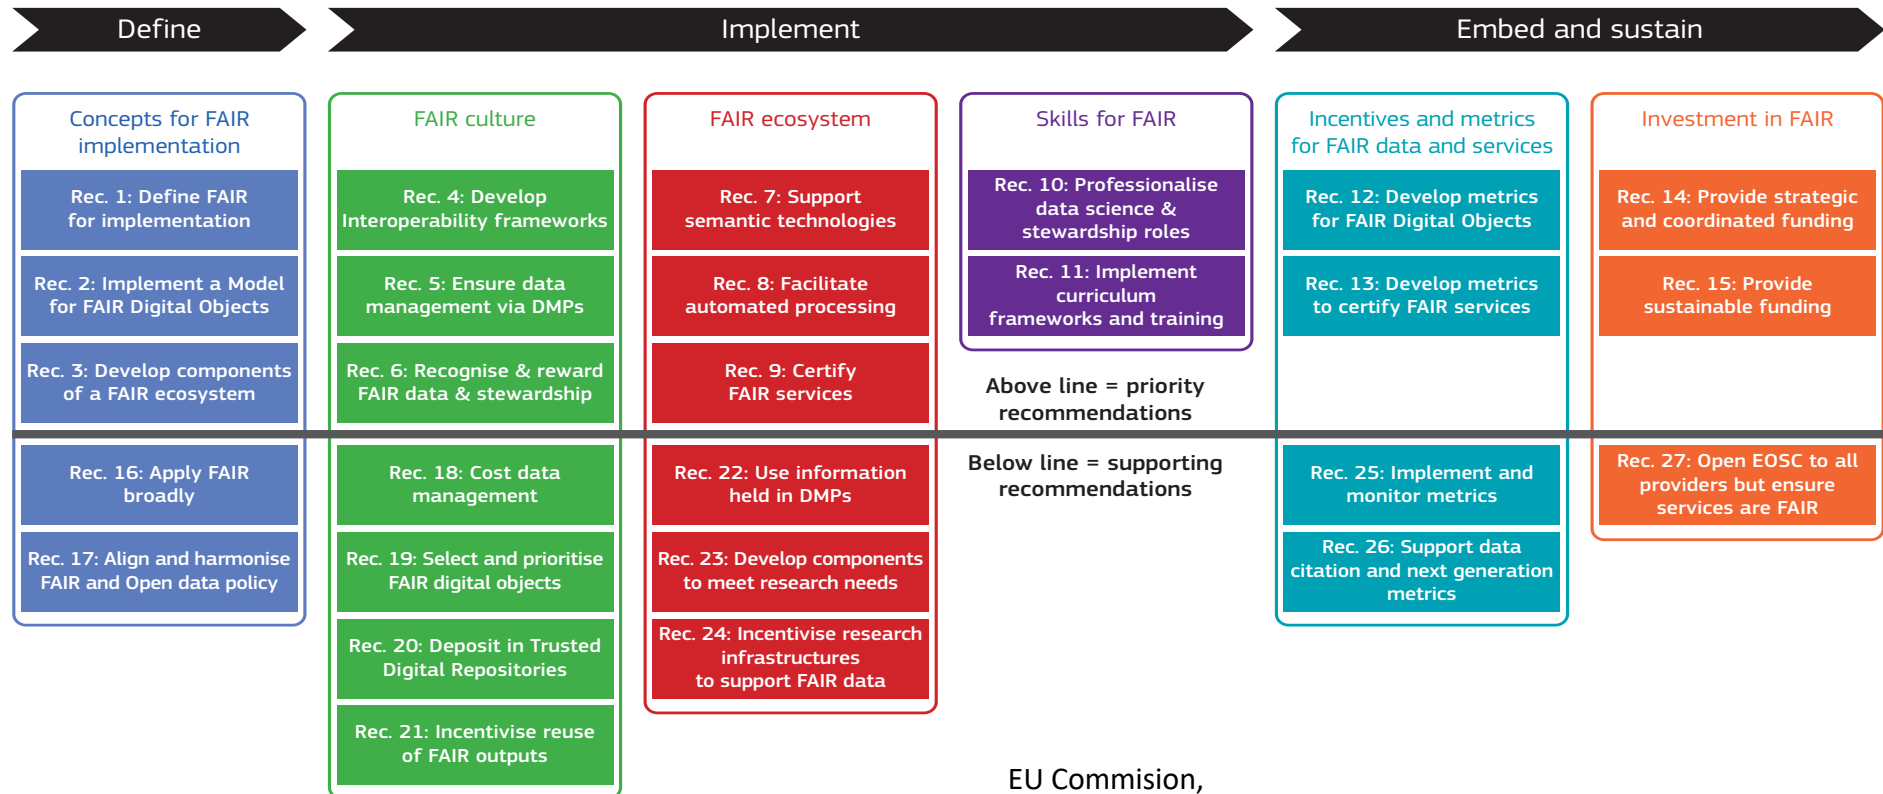 Define
Implement
Embed and sustain
Concepts for FAIR
implementation
Rec. 1: Define FAIR
for implementation
Rec. 2: Implement a Model
for FAIR Digital Objects
Rec. 3: Develop components
of a FAIR ecosystem
Rec. 16: Apply FAIR
broadly
Rec. 17: Align and harmonise
FAIR and Open data policy
FAIR culture
Rec. 4: Develop
Interoperability frameworks
Rec. 5: Ensure data
management via DMPs
Rec. 6: Recognise & reward
FAIR data & stewardship
Rec. 18: Cost data
management
Rec. 19: Select and prioritise
FAIR digital objects
Rec. 20: Deposit in Trusted
Digital Repositories
Rec. 21: Incentivise reuse
of FAIR outputs
FAIR ecosystem
Rec. 7: Support
semantic technologies
Rec. 8: Facilitate
automated processing
Rec. 9: Certify
FAIR services
Rec. 22: Use information
held in DMPs
Rec. 23: Develop components
to meet research needs
Rec. 24: Incentivise research
infrastructures
to support FAIR data
Skills for FAIR
Rec. 10: Professionalise
data science &
stewardship roles
Rec. 11: Implement
curriculum
frameworks and training
Above line = priority
recommendations
Below line = supporting
recommendations
Incentives and metrics
for FAIR data and services
Rec. 12: Develop metrics
for FAIR Digital Objects
Rec. 13: Develop metrics
to certify FAIR services
Rec. 25: Implement and
monitor metrics
Rec. 26: Support data
citation and next generation
metrics
Investment in FAIR
Rec. 14: Provide strategic
and coordinated funding
Rec. 15: Provide
sustainable funding
Rec. 27: Open EOSC to all
providers but ensure
services are FAIR
EU Commision,